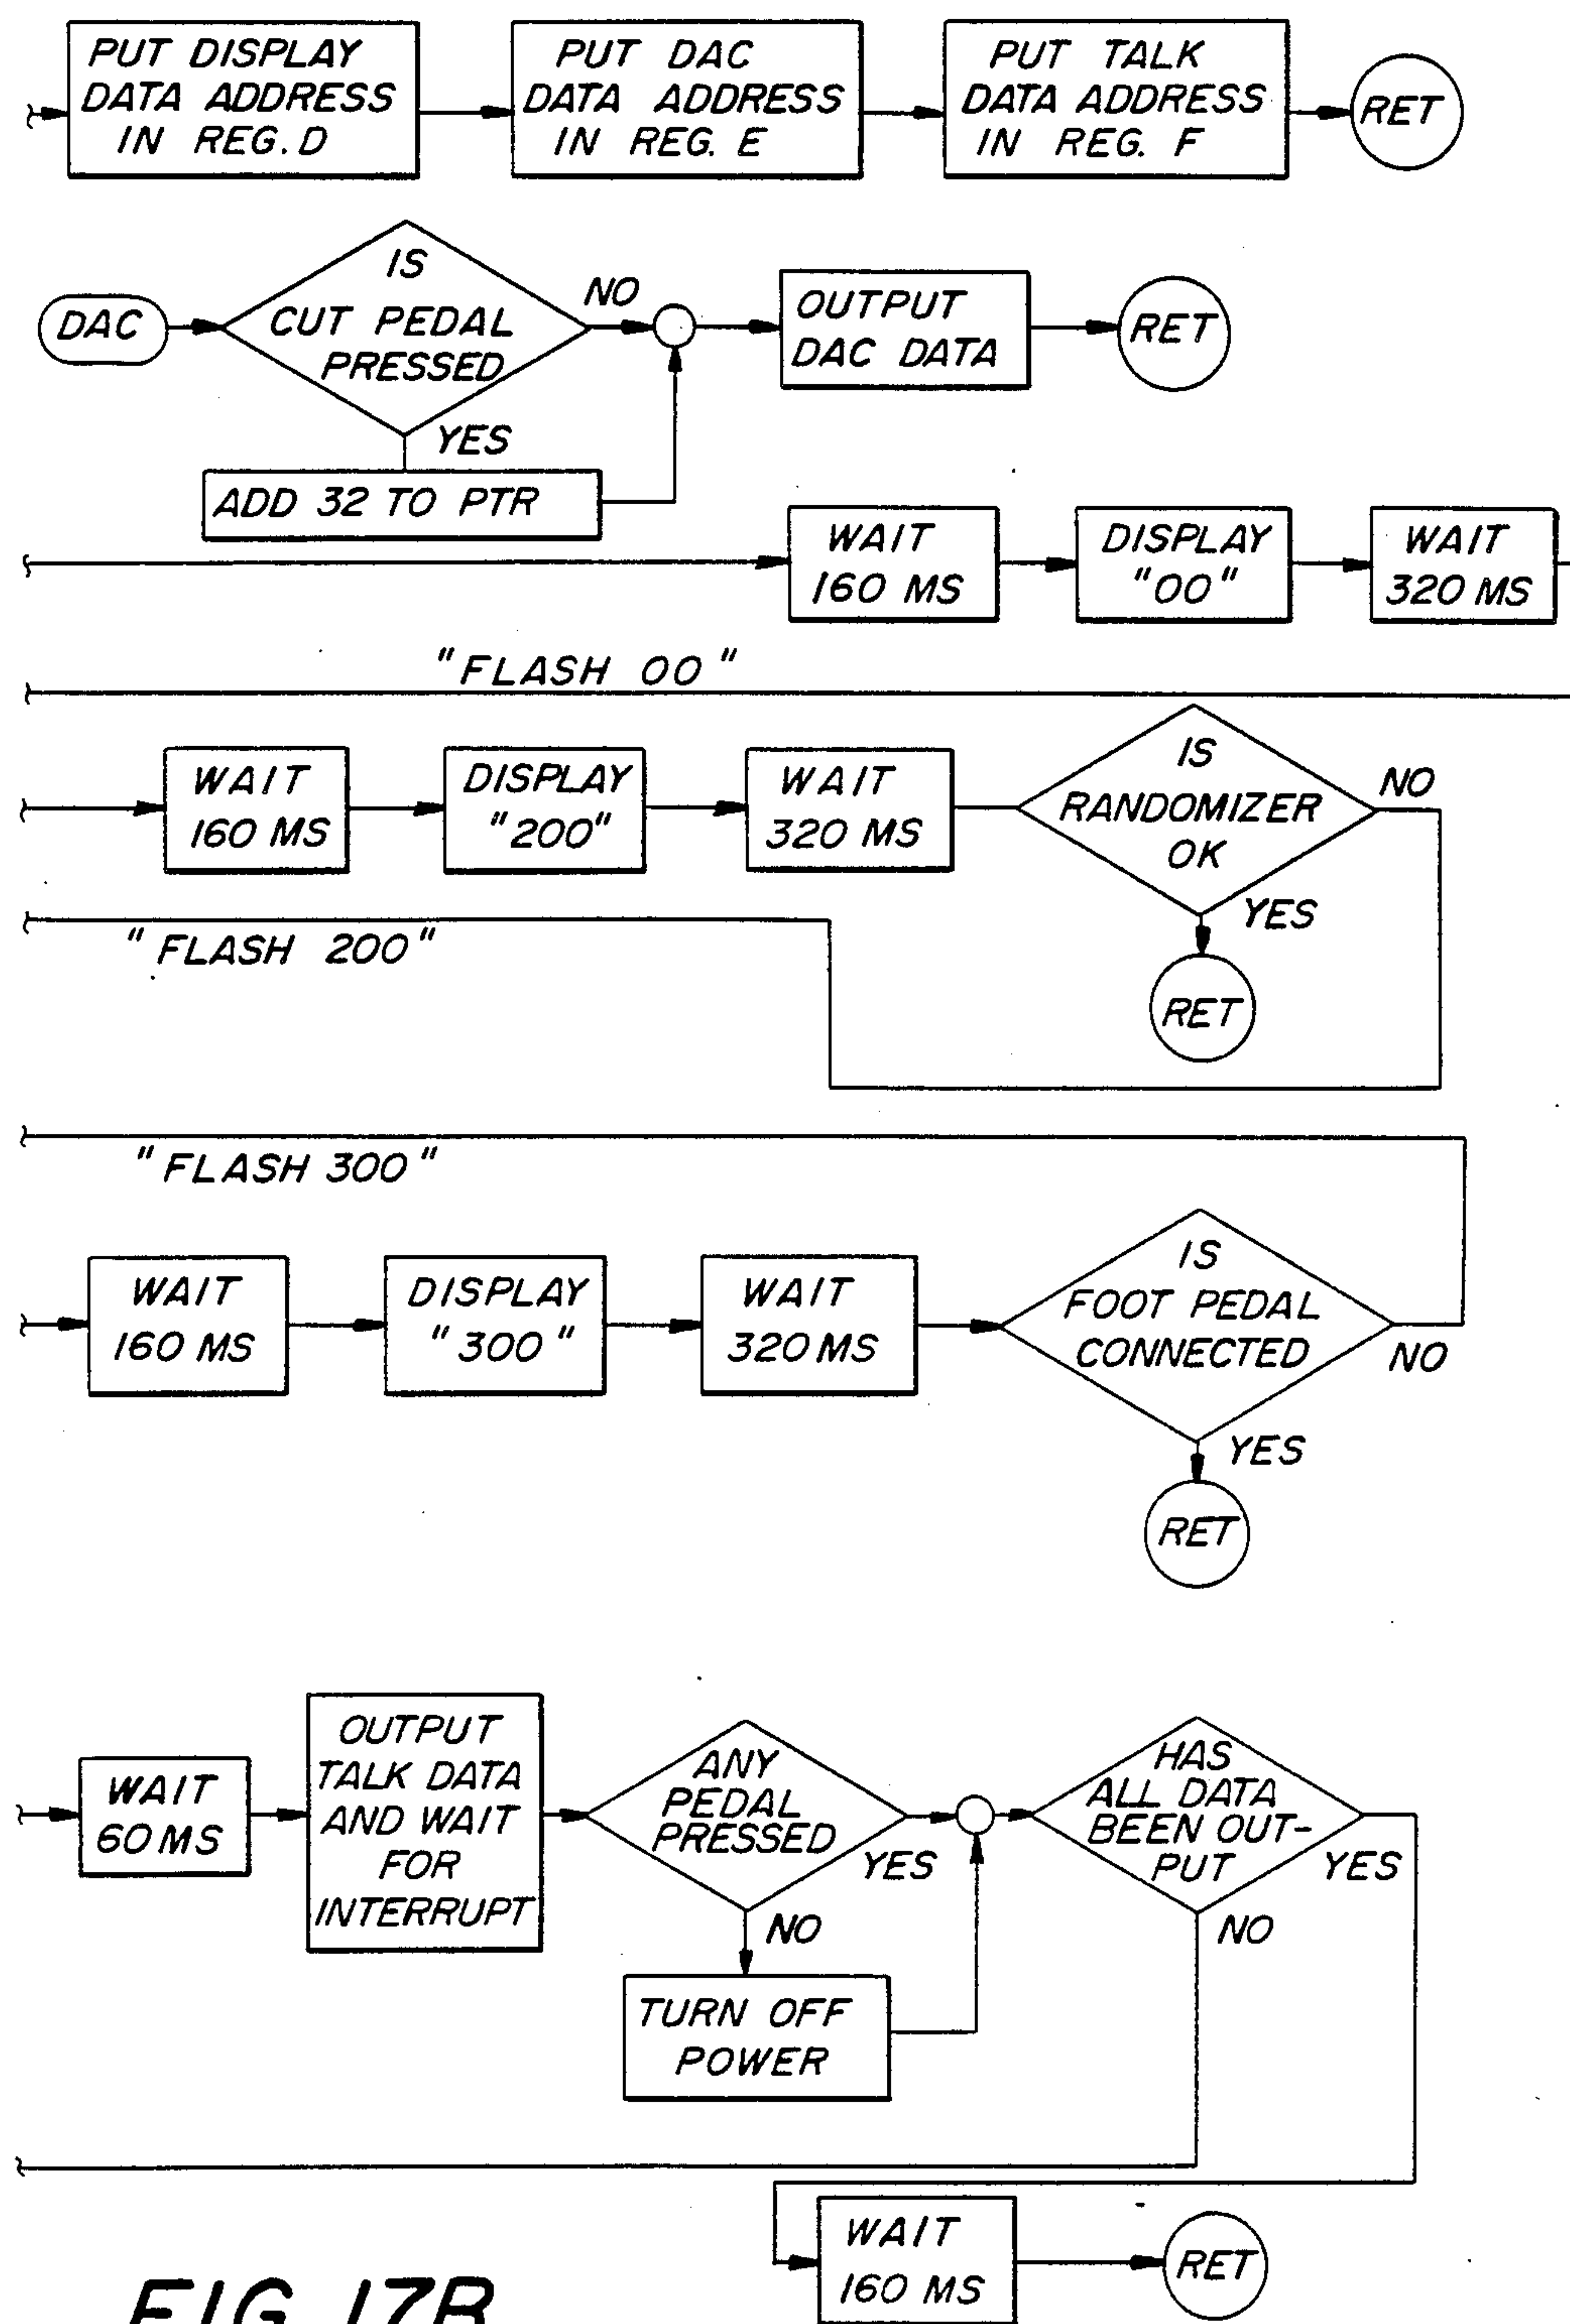 PUT DISPLAY
DATA ADDRESS
IN REG. D
PUT DAC
DATA ADDRESS
IN REG. E
PUT TALK
DATA ADDRESS
IN REG. F
RET
DAC
IS
CUT PEDAL
PRESSED
NO
YES
ADD 32 TO PTR
OUTPUT
DAC DATA
RET
WAIT
160 MS
DISPLAY
"00"
WAIT
320 MS
"FLASH 00"
WAIT
160 MS
DISPLAY
"200"
WAIT
320 MS
IS
RANDOMIZER
OK
NO
YES
RET
"FLASH 200"
"FLASH 300"
WAIT
160 MS
DISPLAY
"300"
WAIT
320 MS
IS
FOOT PEDAL
CONNECTED
NO
YES
RET
WAIT
60 MS
OUTPUT
TALK DATA
AND WAIT
FOR
INTERRUPT
ANY
PEDAL
PRESSED
YES
NO
TURN OFF
POWER
HAS
ALL DATA
BEEN OUT-
PUT
YES
NO
WAIT
160 MS
RET
FIG. 17B